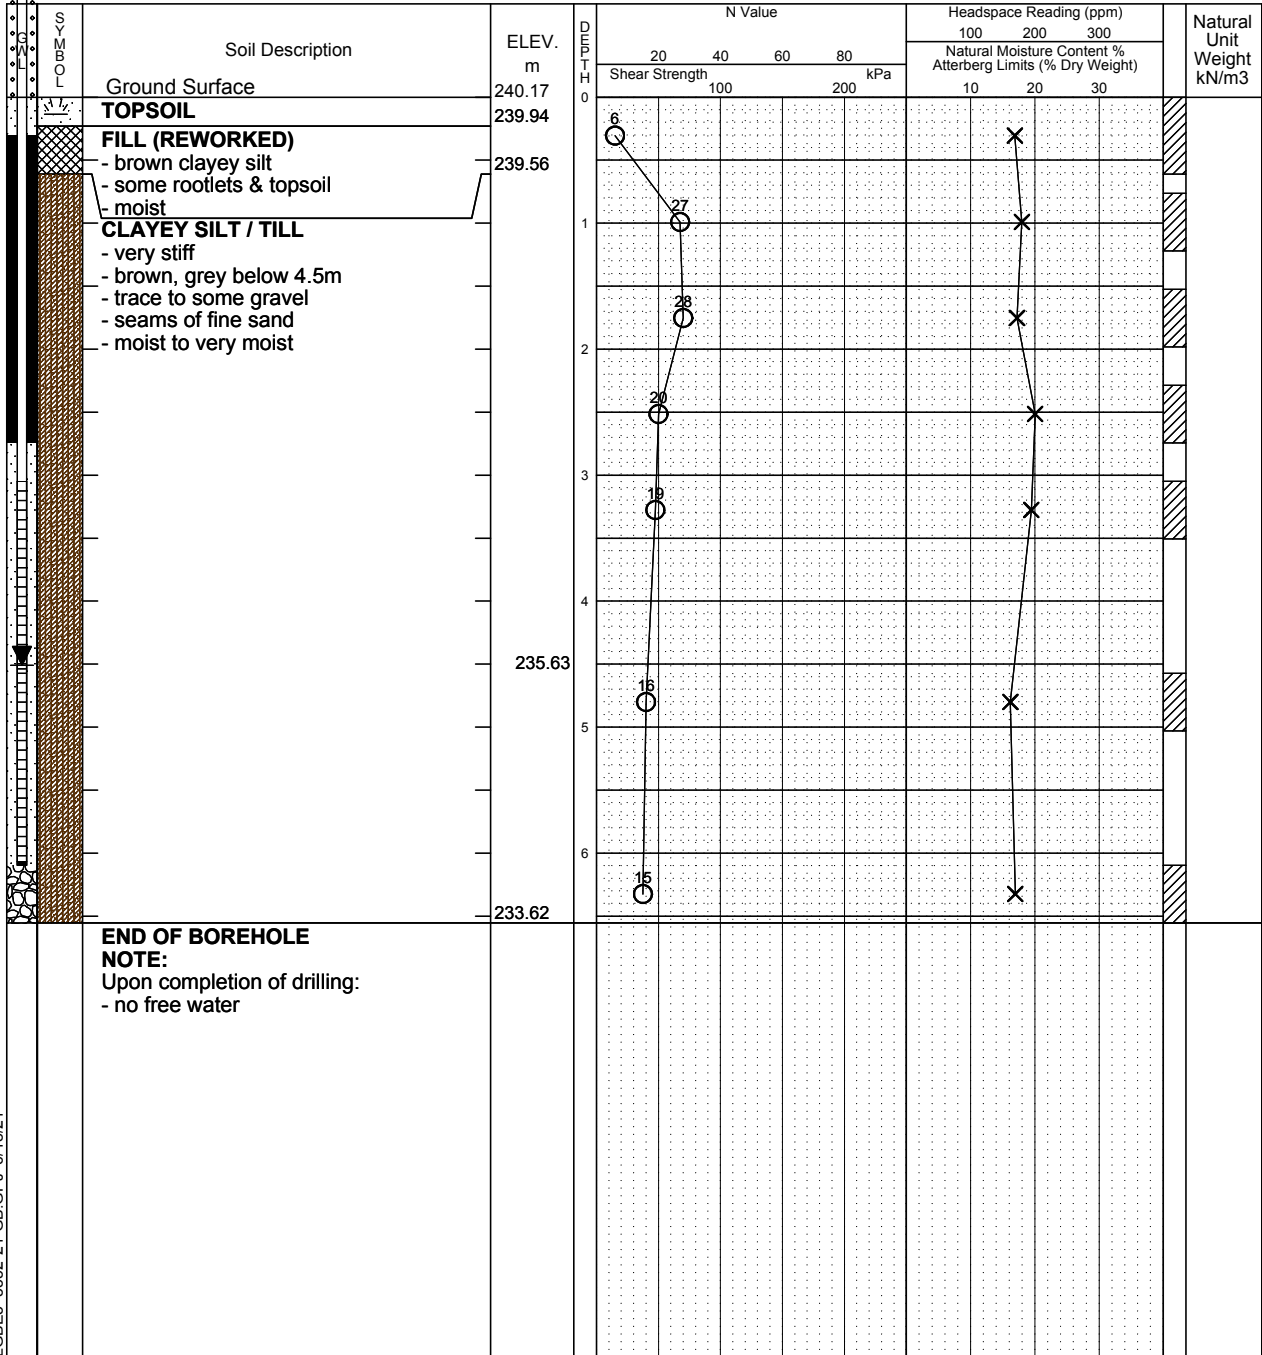 GWL
SYMBOL
Soil Description
Ground Surface
ELEV.
m
240.17
DEPTH
N Value
20 40 60 80
Shear Strength kPa
100 200
Headspace Reading (ppm)
100 200 300
Natural Moisture Content %
Atterberg Limits (% Dry Weight)
10 20 30
Natural
Unit
Weight
kN/m3
0
TOPSOIL
239.94
FILL (REWORKED)
- brown clayey silt
239.56
- some rootlets & topsoil
- moist
CLAYEY SILT / TILL
- very stiff
- brown, grey below 4.5m
- trace to some gravel
- seams of fine sand
- moist to very moist
6
27
1
28
2
20
3
19
4
235.63
16
5
6
15
233.62
END OF BOREHOLE
NOTE:
Upon completion of drilling:
- no free water